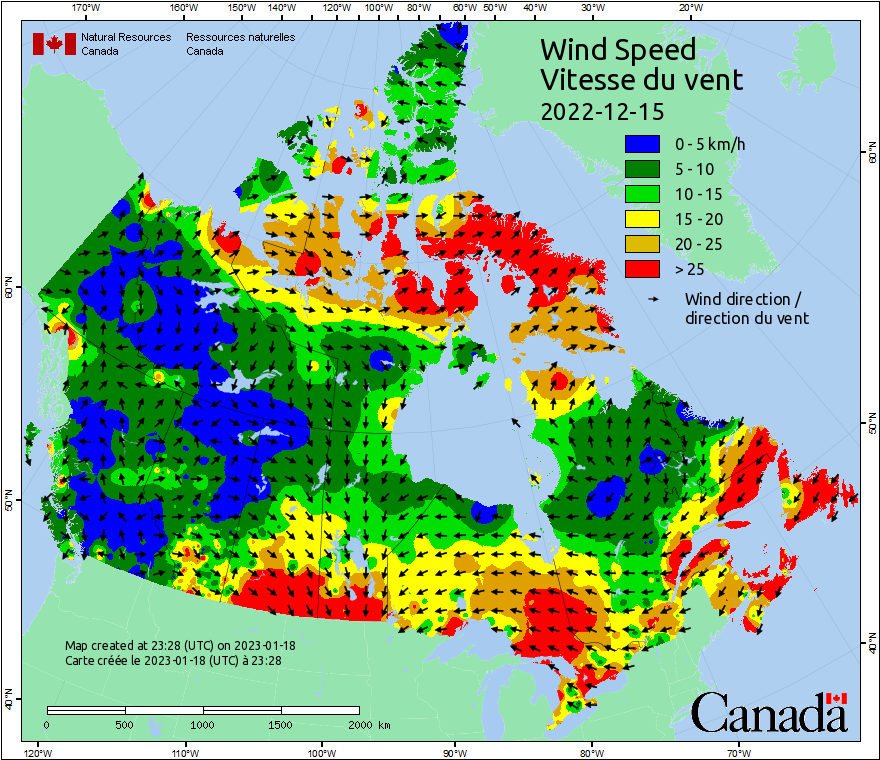 170°W 160°W 150°W 140°W 130°W 120°W 110°W 100°W 90°W 80°W 70°W 60°W 50°W 40°W 30°W 20°W
Natural Resources Canada
Ressources naturelles Canada
Wind Speed
Vitesse du vent
2022-12-15
0 - 5 km/h
5 - 10
10 - 15
15 - 20
20 - 25
> 25
Wind direction /
direction du vent
60°N
50°N
40°N
60°N
50°N
40°N
Map created at 23:28 (UTC) on 2023-01-18
Carte créée le 2023-01-18 (UTC) à 23:28
0 500 1000 1500 2000 km
Canada
120°W 110°W 100°W 90°W 80°W 70°W